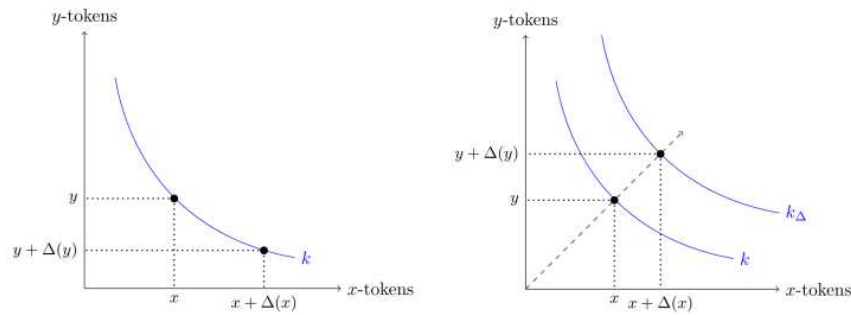 y-tokens
y
y + Δ(y)
k
x
x + Δ(x)
x-tokens
y-tokens
y + Δ(y)
y
k_Δ
k
x
x + Δ(x)
x-tokens